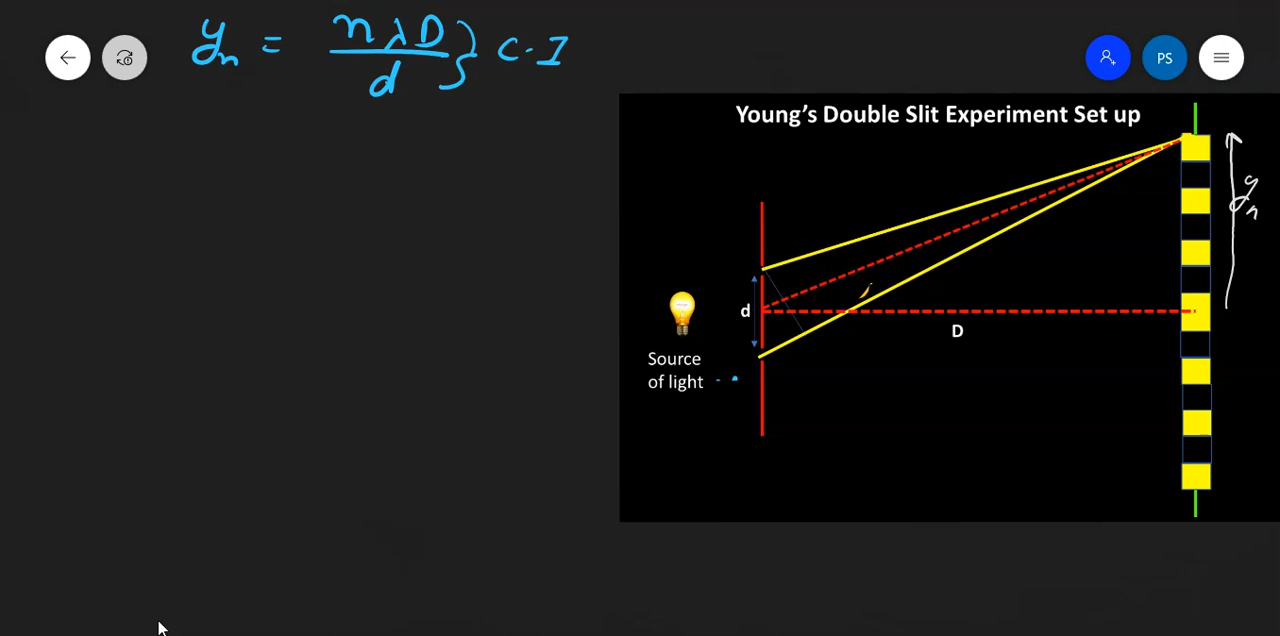 yₙ = nλD/d } C·I
PS
Young's Double Slit Experiment Set up
yₙ
d
D
Source
of light